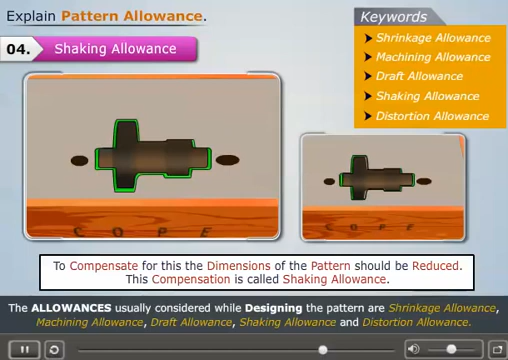 Explain Pattern Allowance.
Keywords
Shrinkage Allowance
Machining Allowance
Draft Allowance
Shaking Allowance
Distortion Allowance
04. Shaking Allowance
C O P E
C O P E
To Compensate for this the Dimensions of the Pattern should be Reduced.
This Compensation is called Shaking Allowance.
The ALLOWANCES usually considered while Designing the pattern are Shrinkage Allowance,
Machining Allowance, Draft Allowance, Shaking Allowance and Distortion Allowance.